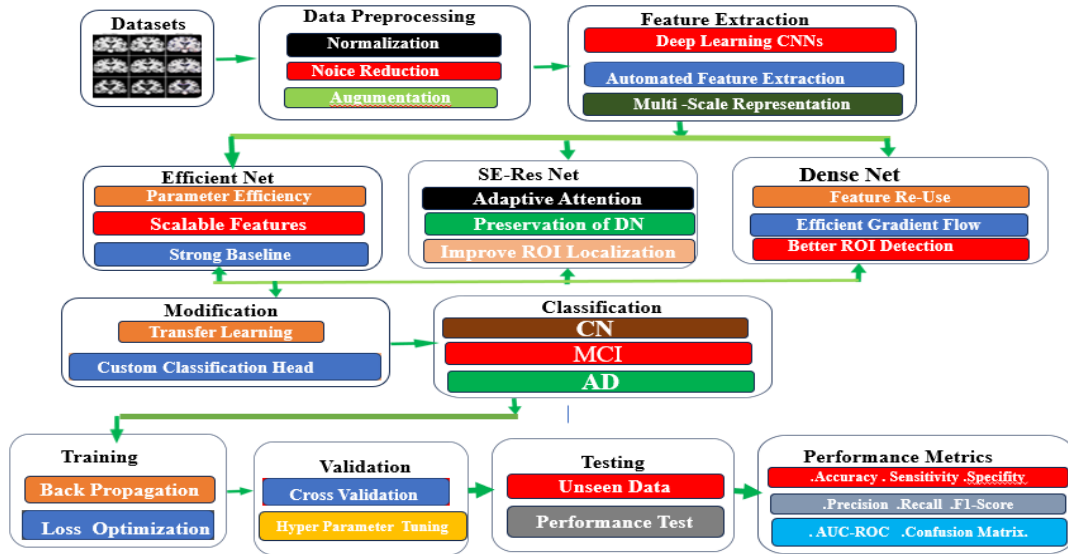 Datasets
Data Preprocessing
Normalization
Noice Reduction
Augumentation
Feature Extraction
Deep Learning CNNs
Automated Feature Extraction
Multi -Scale Representation
Efficient Net
Parameter Efficiency
Scalable Features
Strong Baseline
SE-Res Net
Adaptive Attention
Preservation of DN
Improve ROI Localization
Dense Net
Feature Re-Use
Efficient Gradient Flow
Better ROI Detection
Modification
Transfer Learning
Custom Classification Head
Classification
CN
MCI
AD
Training
Back Propagation
Loss Optimization
Validation
Cross Validation
Hyper Parameter Tuning
Testing
Unseen Data
Performance Test
Performance Metrics
.Accuracy . Sensitivity .Specifity
.Precision .Recall .F1-Score
. AUC-ROC .Confusion Matrix.